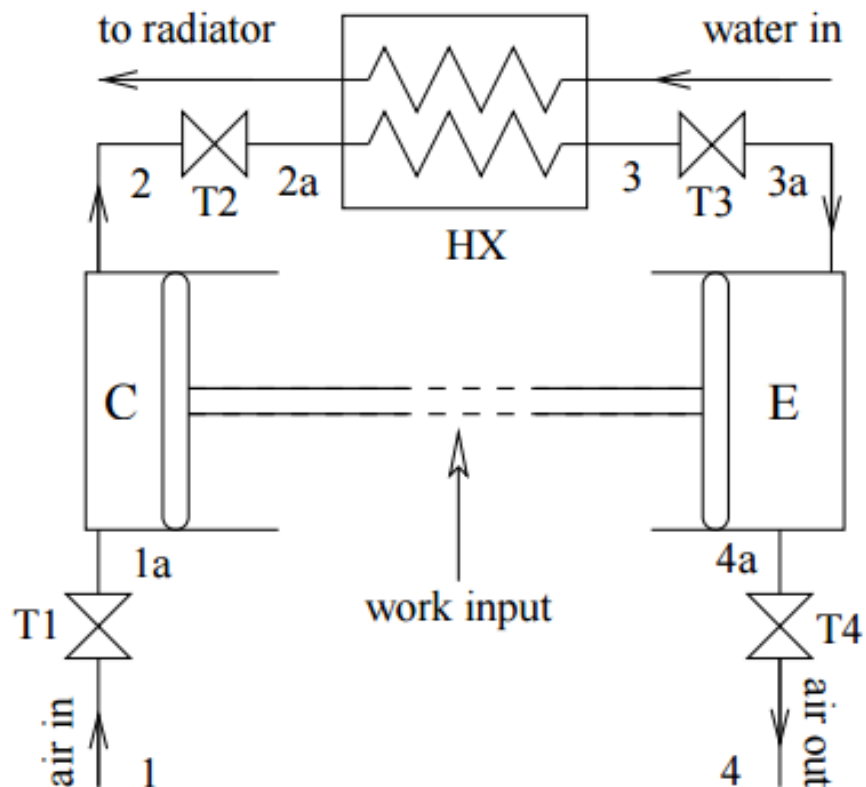 to radiator
water in
2
T2
2a
3
T3
3a
HX
C
E
1a
4a
work input
T1
T4
air in
1
4
air out